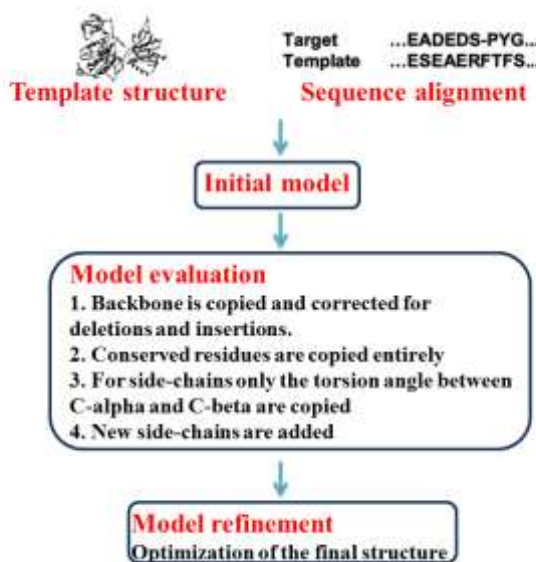 Target ...EADEDS-PYG...
Template ...ESEAERFTFS...
Template structure
Sequence alignment
Initial model
Model evaluation
1. Backbone is copied and corrected for
deletions and insertions.
2. Conserved residues are copied entirely
3. For side-chains only the torsion angle between
C-alpha and C-beta are copied
4. New side-chains are added
Model refinement
Optimization of the final structure